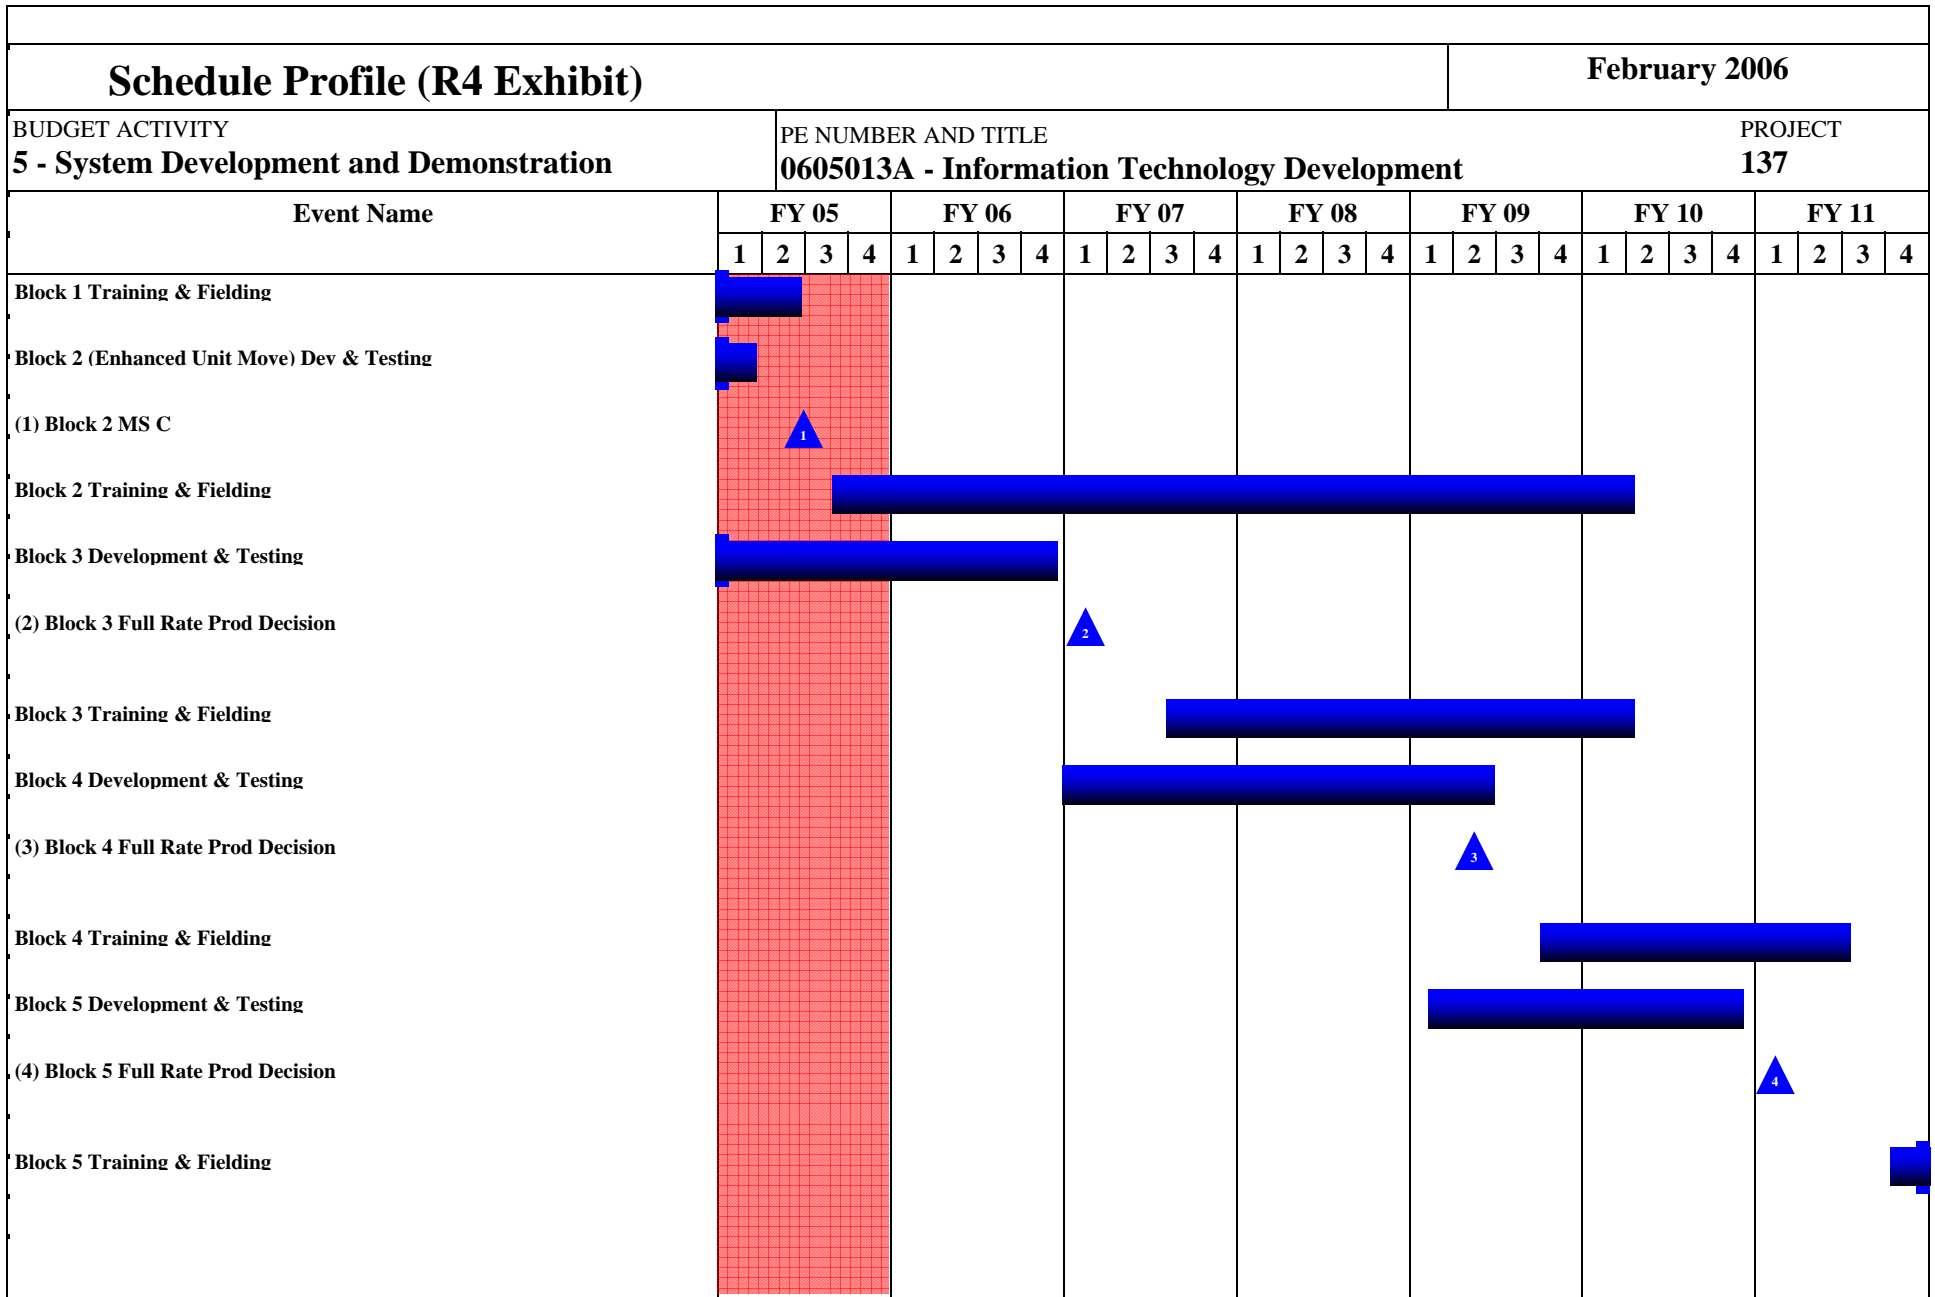 Schedule Profile (R4 Exhibit)
February 2006
BUDGET ACTIVITY
5 - System Development and Demonstration
PE NUMBER AND TITLE
0605013A - Information Technology Development
PROJECT
137
Event Name
FY 05 FY 06 FY 07 FY 08 FY 09 FY 10 FY 11
1 2 3 4 1 2 3 4 1 2 3 4 1 2 3 4 1 2 3 4 1 2 3 4 1 2 3 4
Block 1 Training & Fielding
Block 2 (Enhanced Unit Move) Dev & Testing
(1) Block 2 MS C
1
Block 2 Training & Fielding
Block 3 Development & Testing
(2) Block 3 Full Rate Prod Decision
2
Block 3 Training & Fielding
Block 4 Development & Testing
(3) Block 4 Full Rate Prod Decision
3
Block 4 Training & Fielding
Block 5 Development & Testing
(4) Block 5 Full Rate Prod Decision
4
Block 5 Training & Fielding